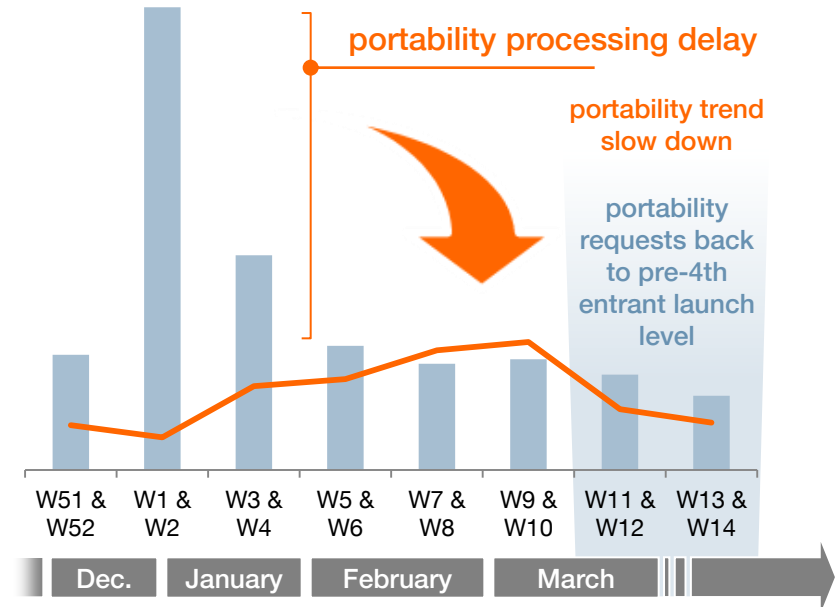 portability processing delay
portability trend
slow down
portability
requests back
to pre-4th
entrant launch
level
W51 &
W52
W1 &
W2
W3 &
W4
W5 &
W6
W7 &
W8
W9 &
W10
W11 &
W12
W13 &
W14
Dec.
January
February
March